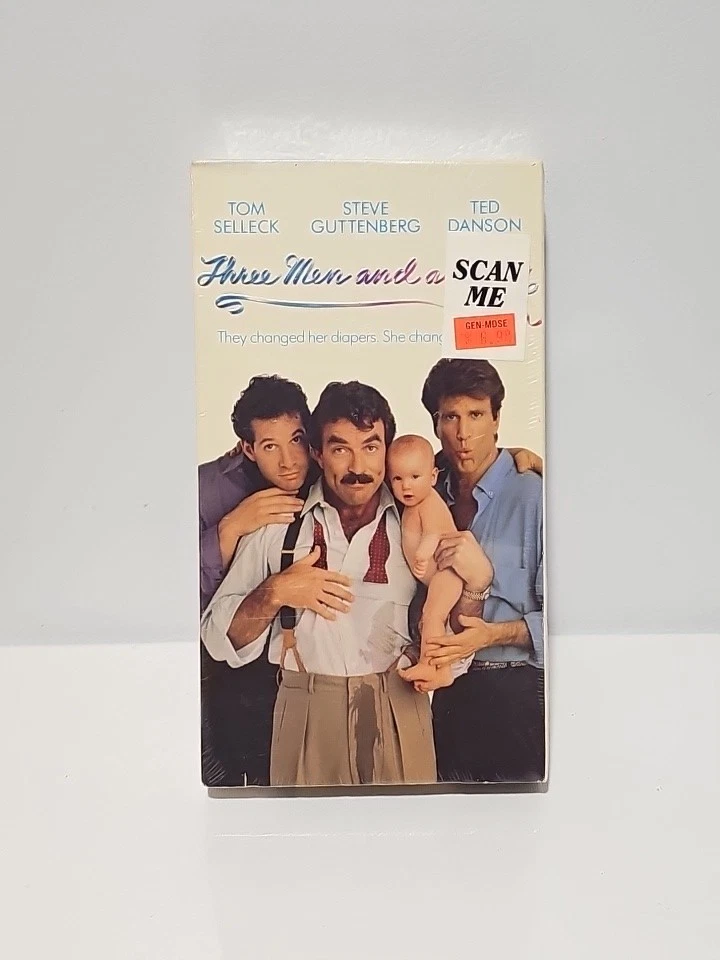 TOM SELLECK
STEVE GUTTENBERG
TED DANSON
Three Men and a
They changed her diapers. She chang
SCAN
ME
GEN-MDSE